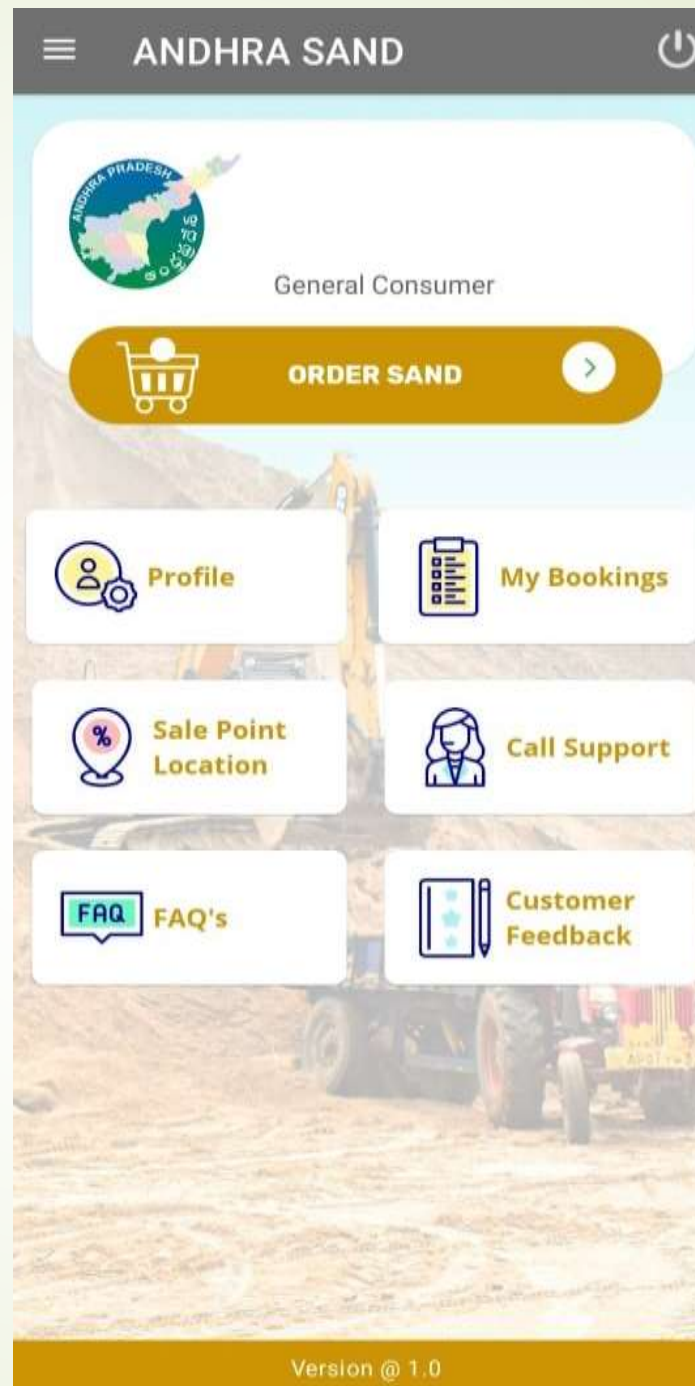 ANDHRA SAND
ANDHRA PRADESH
General Consumer
ORDER SAND
Profile
My Bookings
%
Sale Point
Location
Call Support
FAQ
FAQ's
Customer
Feedback
Version @ 1.0